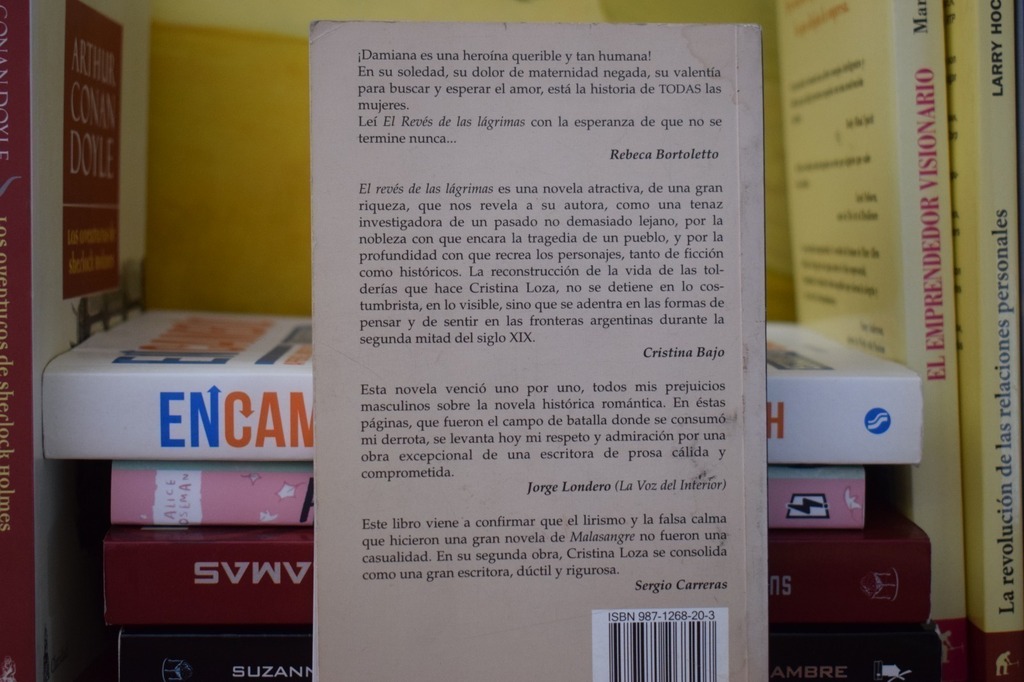 ¡Damiana es una heroína querible y tan humana!
En su soledad, su dolor de maternidad negada, su valentía
para buscar y esperar el amor, está la historia de TODAS las
mujeres.
Leí El Revés de las lágrimas con la esperanza de que no se
termine nunca...
Rebeca Bortoletto
El revés de las lágrimas es una novela atractiva, de una gran
riqueza, que nos revela a su autora, como una tenaz
investigadora de un pasado no demasiado lejano, por la
nobleza con que encara la tragedia de un pueblo, y por la
profundidad con que recrea los personajes, tanto de ficción
como históricos. La reconstrucción de la vida de las tol-
derías que hace Cristina Loza, no se detiene en lo cos-
tumbrista, en lo visible, sino que se adentra en las formas de
pensar y de sentir en las fronteras argentinas durante la
segunda mitad del siglo XIX.
Cristina Bajo
Esta novela venció uno por uno, todos mis prejuicios
masculinos sobre la novela histórica romántica. En éstas
páginas, que fueron el campo de batalla donde se consumó
mi derrota, se levanta hoy mi respeto y admiración por una
obra excepcional de una escritora de prosa cálida y
comprometida.
Jorge Londero (La Voz del Interior)
Este libro viene a confirmar que el lirismo y la falsa calma
que hicieron una gran novela de Malasangre no fueron una
casualidad. En su segunda obra, Cristina Loza se consolida
como una gran escritora, dúctil y rigurosa.
Sergio Carreras
ISBN 987-1268-20-3
CONAN DOYLE
Las aventuras de sherlock Holmes
ARTHUR
CONAN
DOYLE
Las aventuras de
sherlock Holmes
ENCAM
H
ALICE
OSEMAN
AMAS
SUZANN
AMBRE
Mar
EL EMPRENDEDOR VISIONARIO
LARRY HOC
La revolución de las relaciones personales